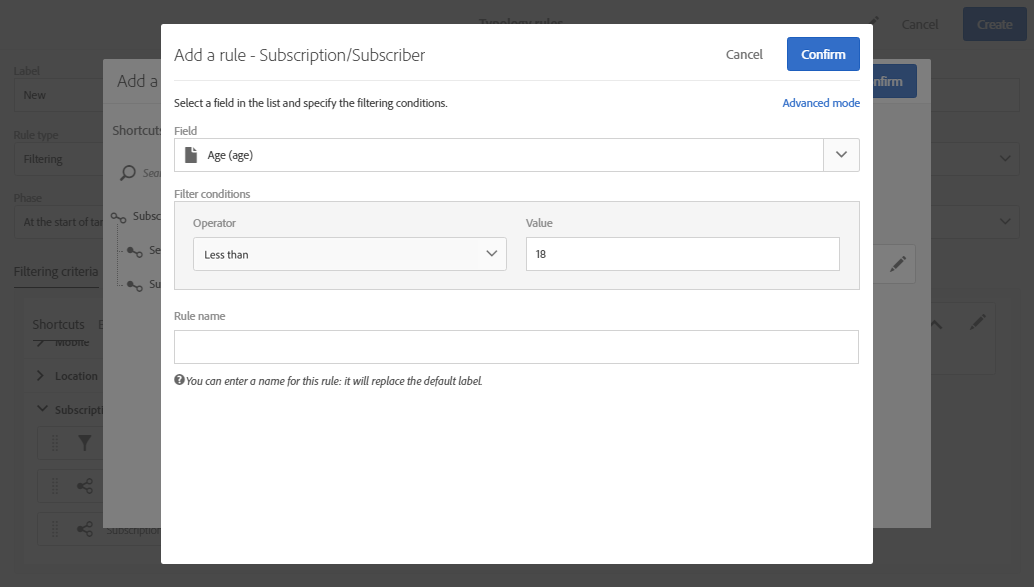 Typology rules
Cancel
Create
Add a rule - Subscription/Subscriber
Cancel
Confirm
Label
Add a
nfirm
New
Select a field in the list and specify the filtering conditions.
Advanced mode
Shortcuts
Field
Rule type
Age (age)
Filtering
Phase
Filter conditions
Subsc
At the start of tar
Operator
Value
Se
Less than
18
Filtering criteria
Su
Rule name
Shortcuts
Mobile
Location
You can enter a name for this rule: it will replace the default label.
Subscripti
Subscription